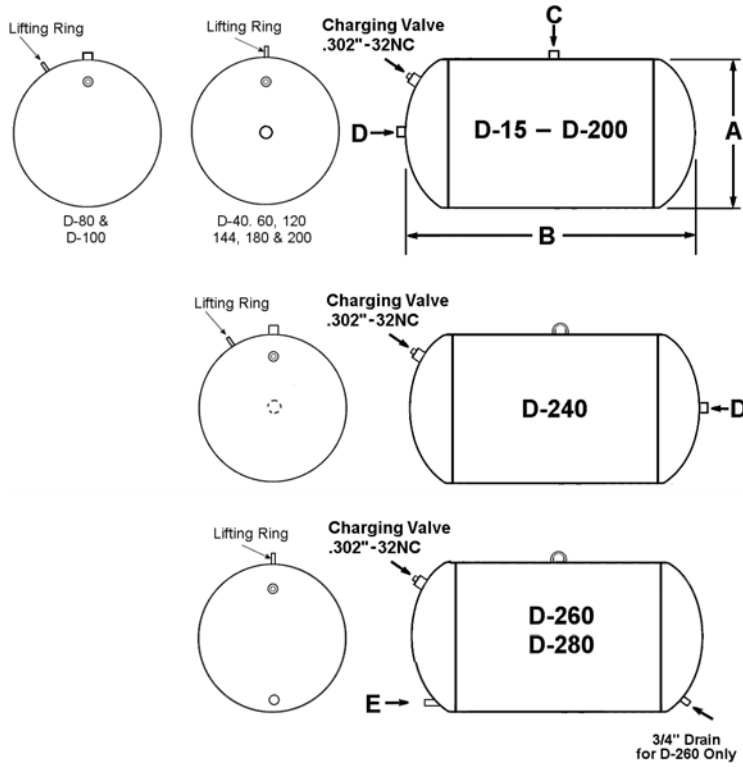 Lifting Ring
D-80 &
D-100
Lifting Ring
D-40. 60, 120
144, 180 & 200
Charging Valve
.302"-32NC
C
D
D-15 – D-200
A
B
Lifting Ring
Charging Valve
.302"-32NC
D-240
D
Lifting Ring
Charging Valve
.302"-32NC
D-260
D-280
E
3/4" Drain
for D-260 Only